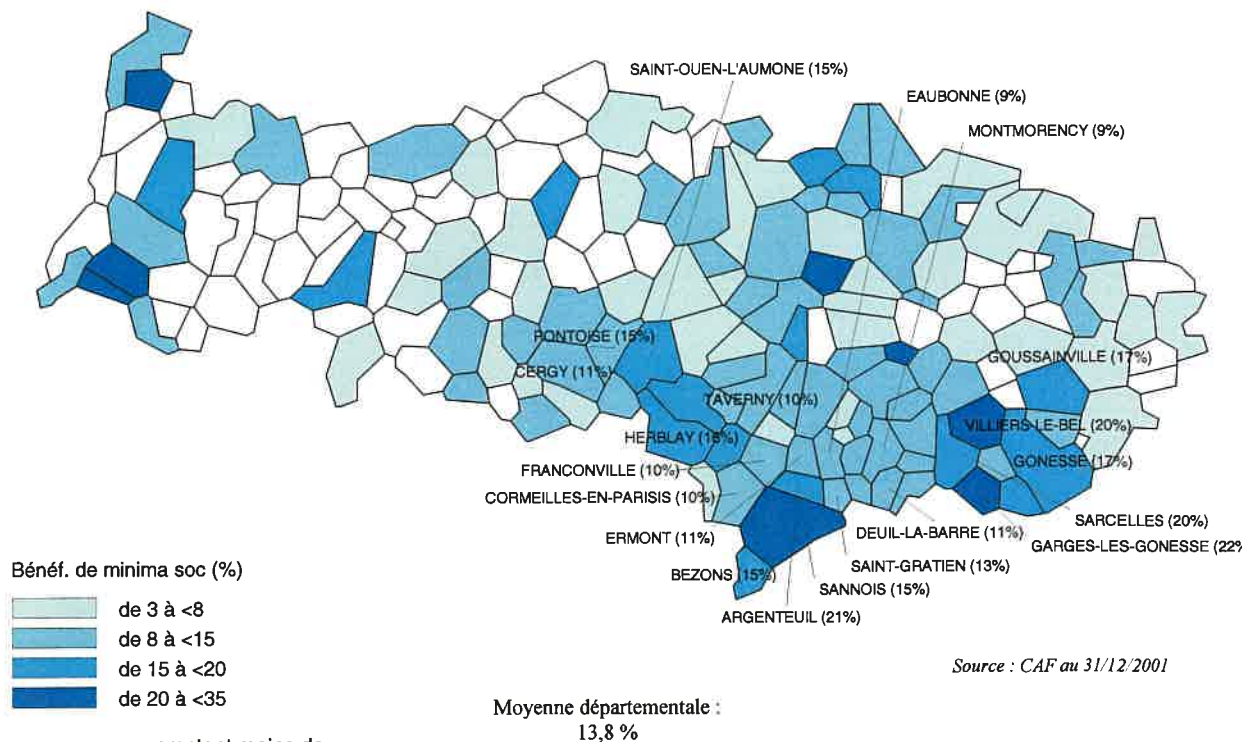 SAINT-OUEN-L'AUMONE (15%)
EAUBONNE (9%)
MONTMORENCY (9%)
PONTOISE (15%)
GOUSSAINVILLE (17%)
CERGY (11%)
TAVERNY (10%)
VILLIERS-LE-BEL (20%)
HERBLAY (16%)
GONESSE (17%)
FRANCONVILLE (10%)
CORMEILLES-EN-PARISIS (10%)
SARCELLES (20%)
ERMONT (11%)
DEUIL-LA-BARRE (11%)
GARGES-LES-GONESSE (22%
SAINT-GRATIEN (13%)
BEZONS (15%)
SANNOIS (15%)
ARGENTEUIL (21%)
Bénéf. de minima soc (%)
de 3 à <8
de 8 à <15
de 15 à <20
de 20 à <35
Source : CAF au 31/12/2001
Moyenne départementale :
13,8 %